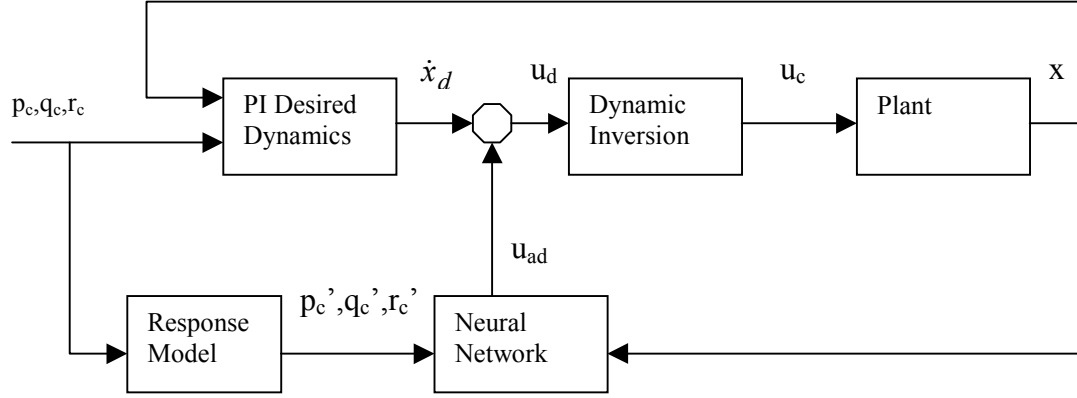 p_c,q_c,r_c
PI Desired
Dynamics
ẋ_d
u_d
Dynamic
Inversion
u_c
Plant
x
u_ad
Response
Model
p_c’,q_c’,r_c’
Neural
Network